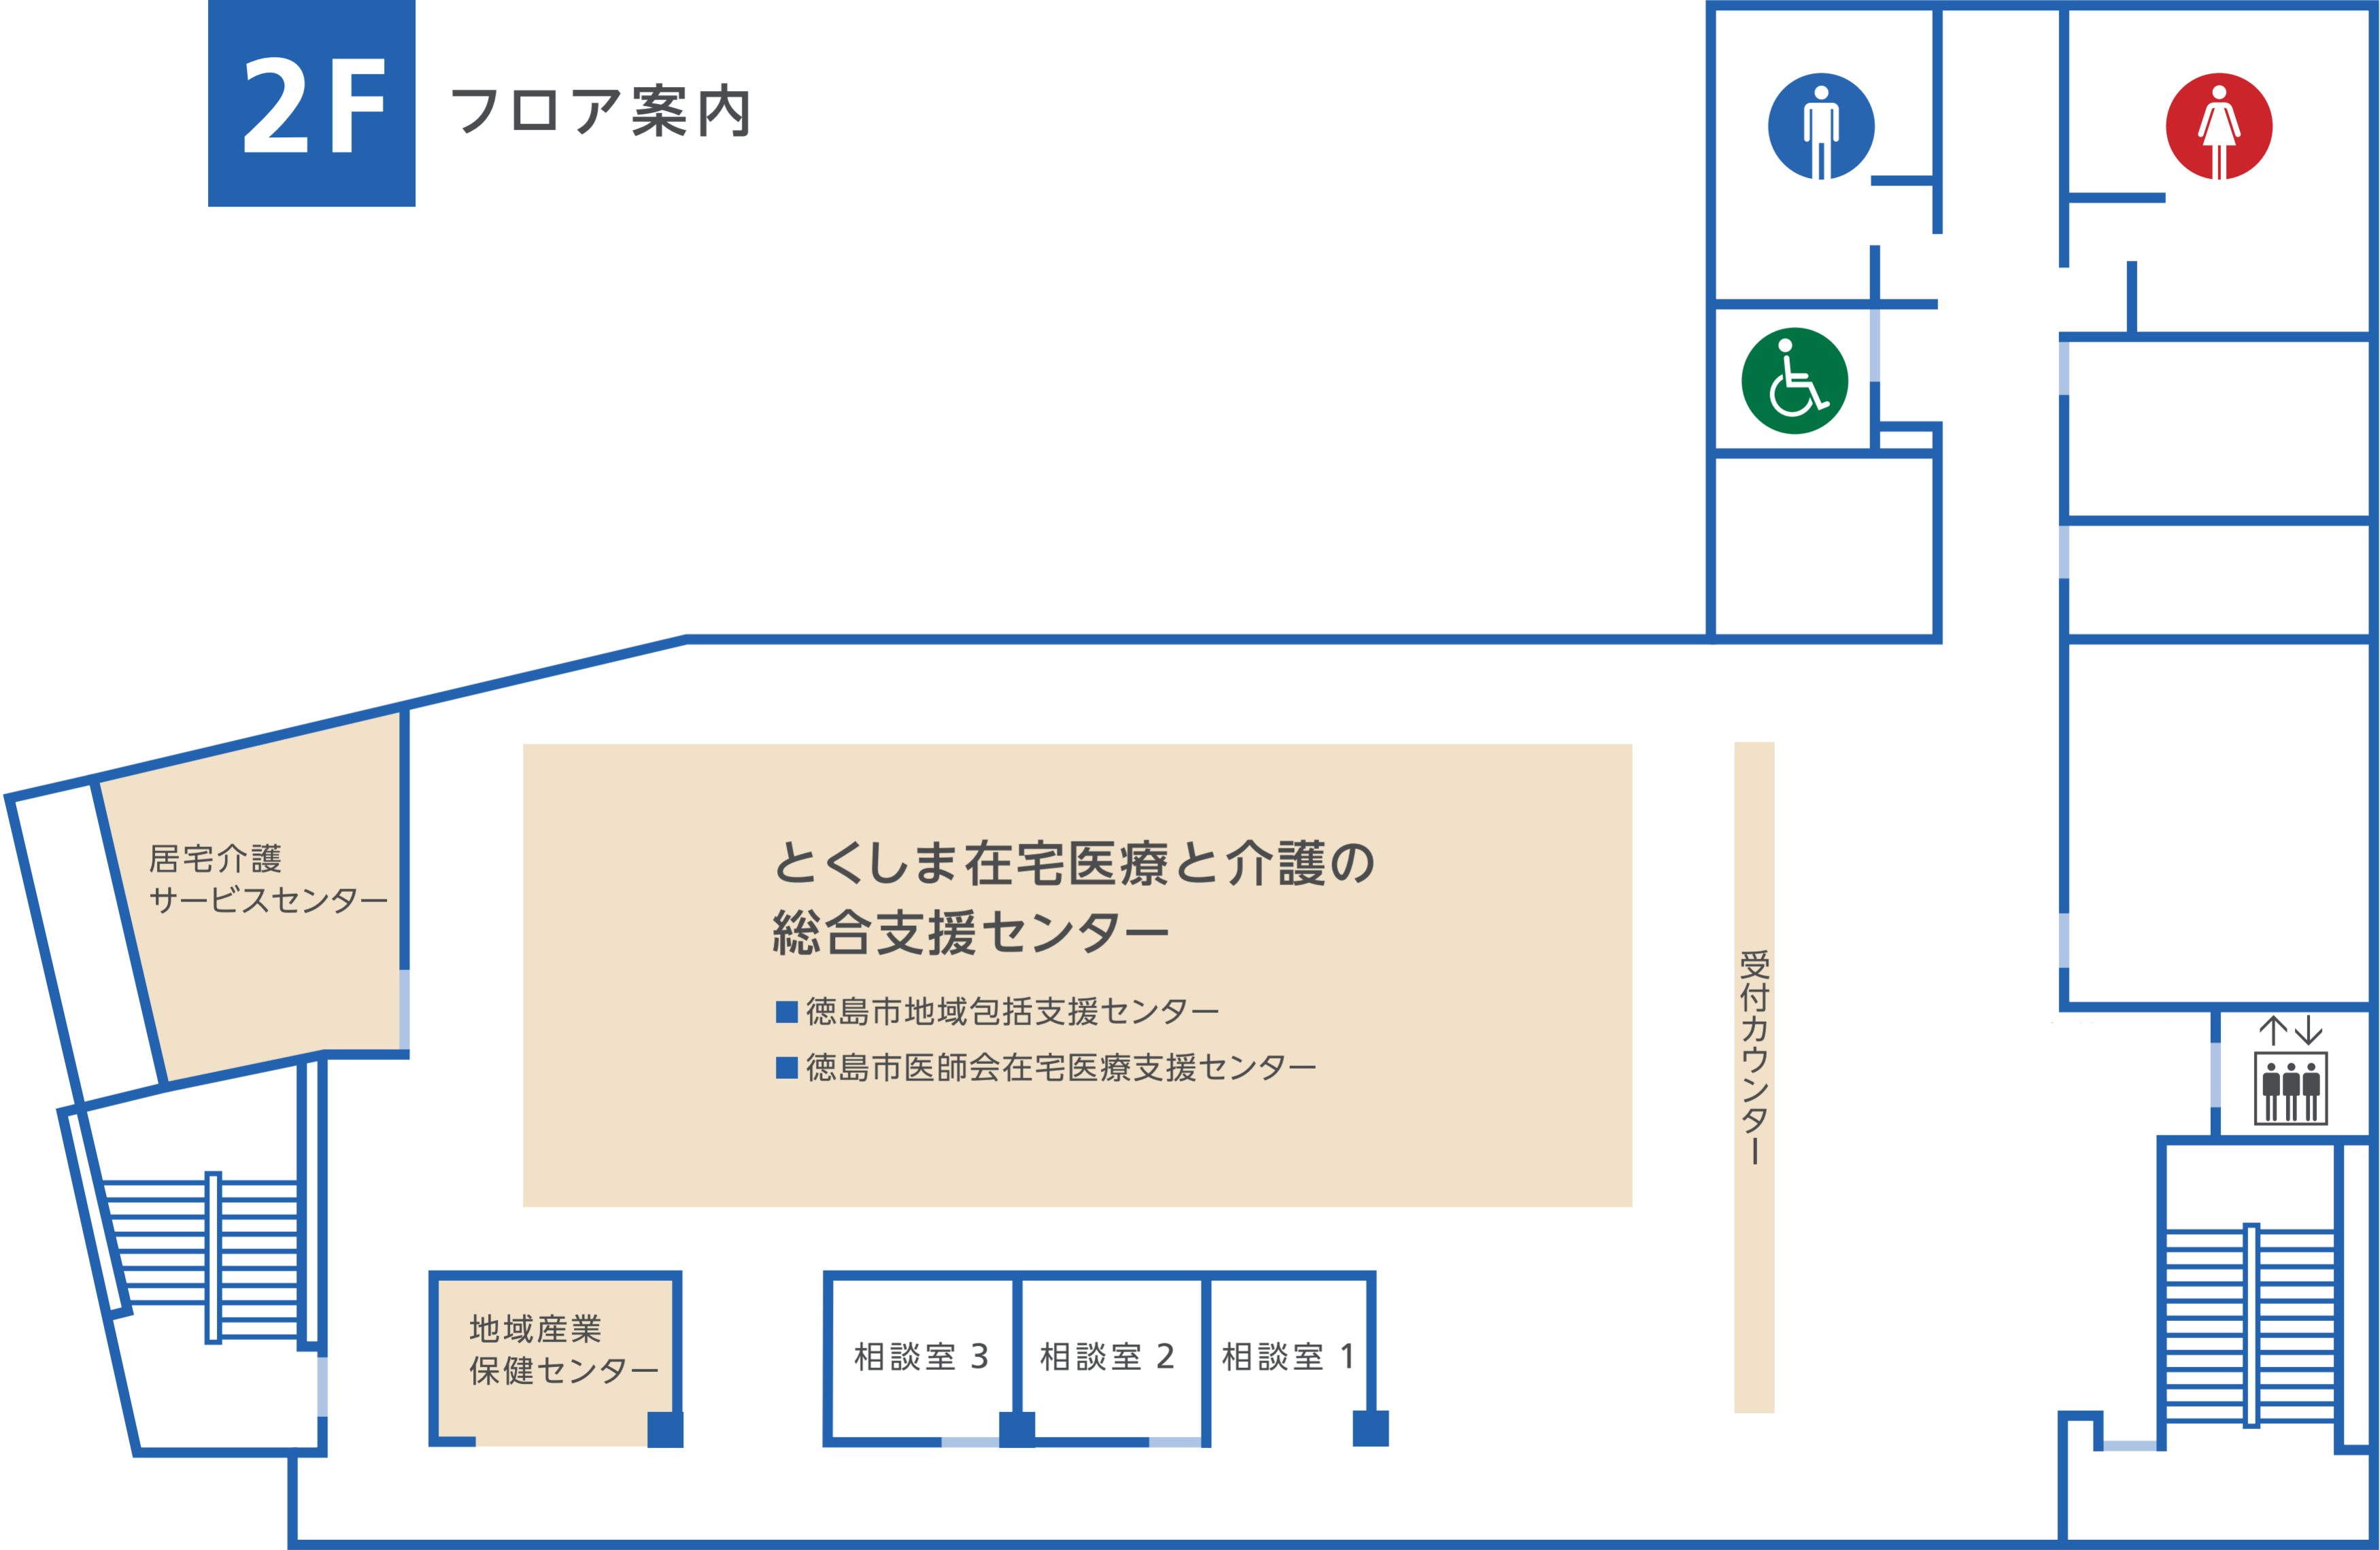 2F
フロア案内
居宅介護
サービスセンター
とくしま在宅医療と介護の
総合支援センター
■徳島市地域包括支援センター
■徳島市医師会在宅医療支援センター
受付カウンター
地域産業
保健センター
相談室 3
相談室 2
相談室 1